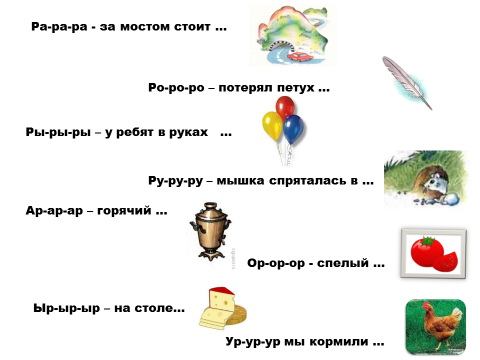 Ра-ра-ра - за мостом стоит ...
Ро-ро-ро – потерял петух ...
Ры-ры-ры – у ребят в руках ...
Ру-ру-ру – мышка спряталась в ...
Ар-ар-ар – горячий ...
Ор-ор-ор - спелый ...
Ыр-ыр-ыр – на столе...
Ур-ур-ур мы кормили ...